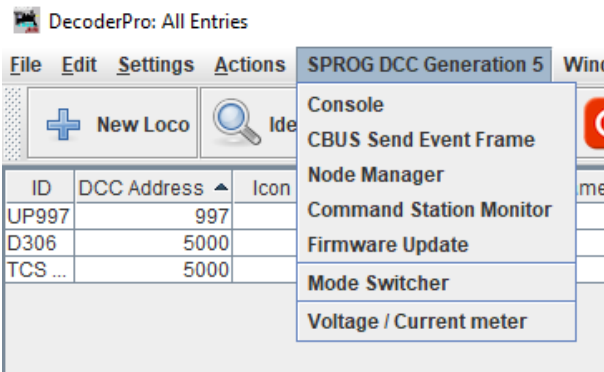 DecoderPro: All Entries
File Edit Settings Actions SPROG DCC Generation 5
New Loco
Console
CBUS Send Event Frame
Node Manager
Command Station Monitor
Firmware Update
Mode Switcher
Voltage / Current meter
ID DCC Address Icon
UP997 997
D306 5000
TCS ... 5000